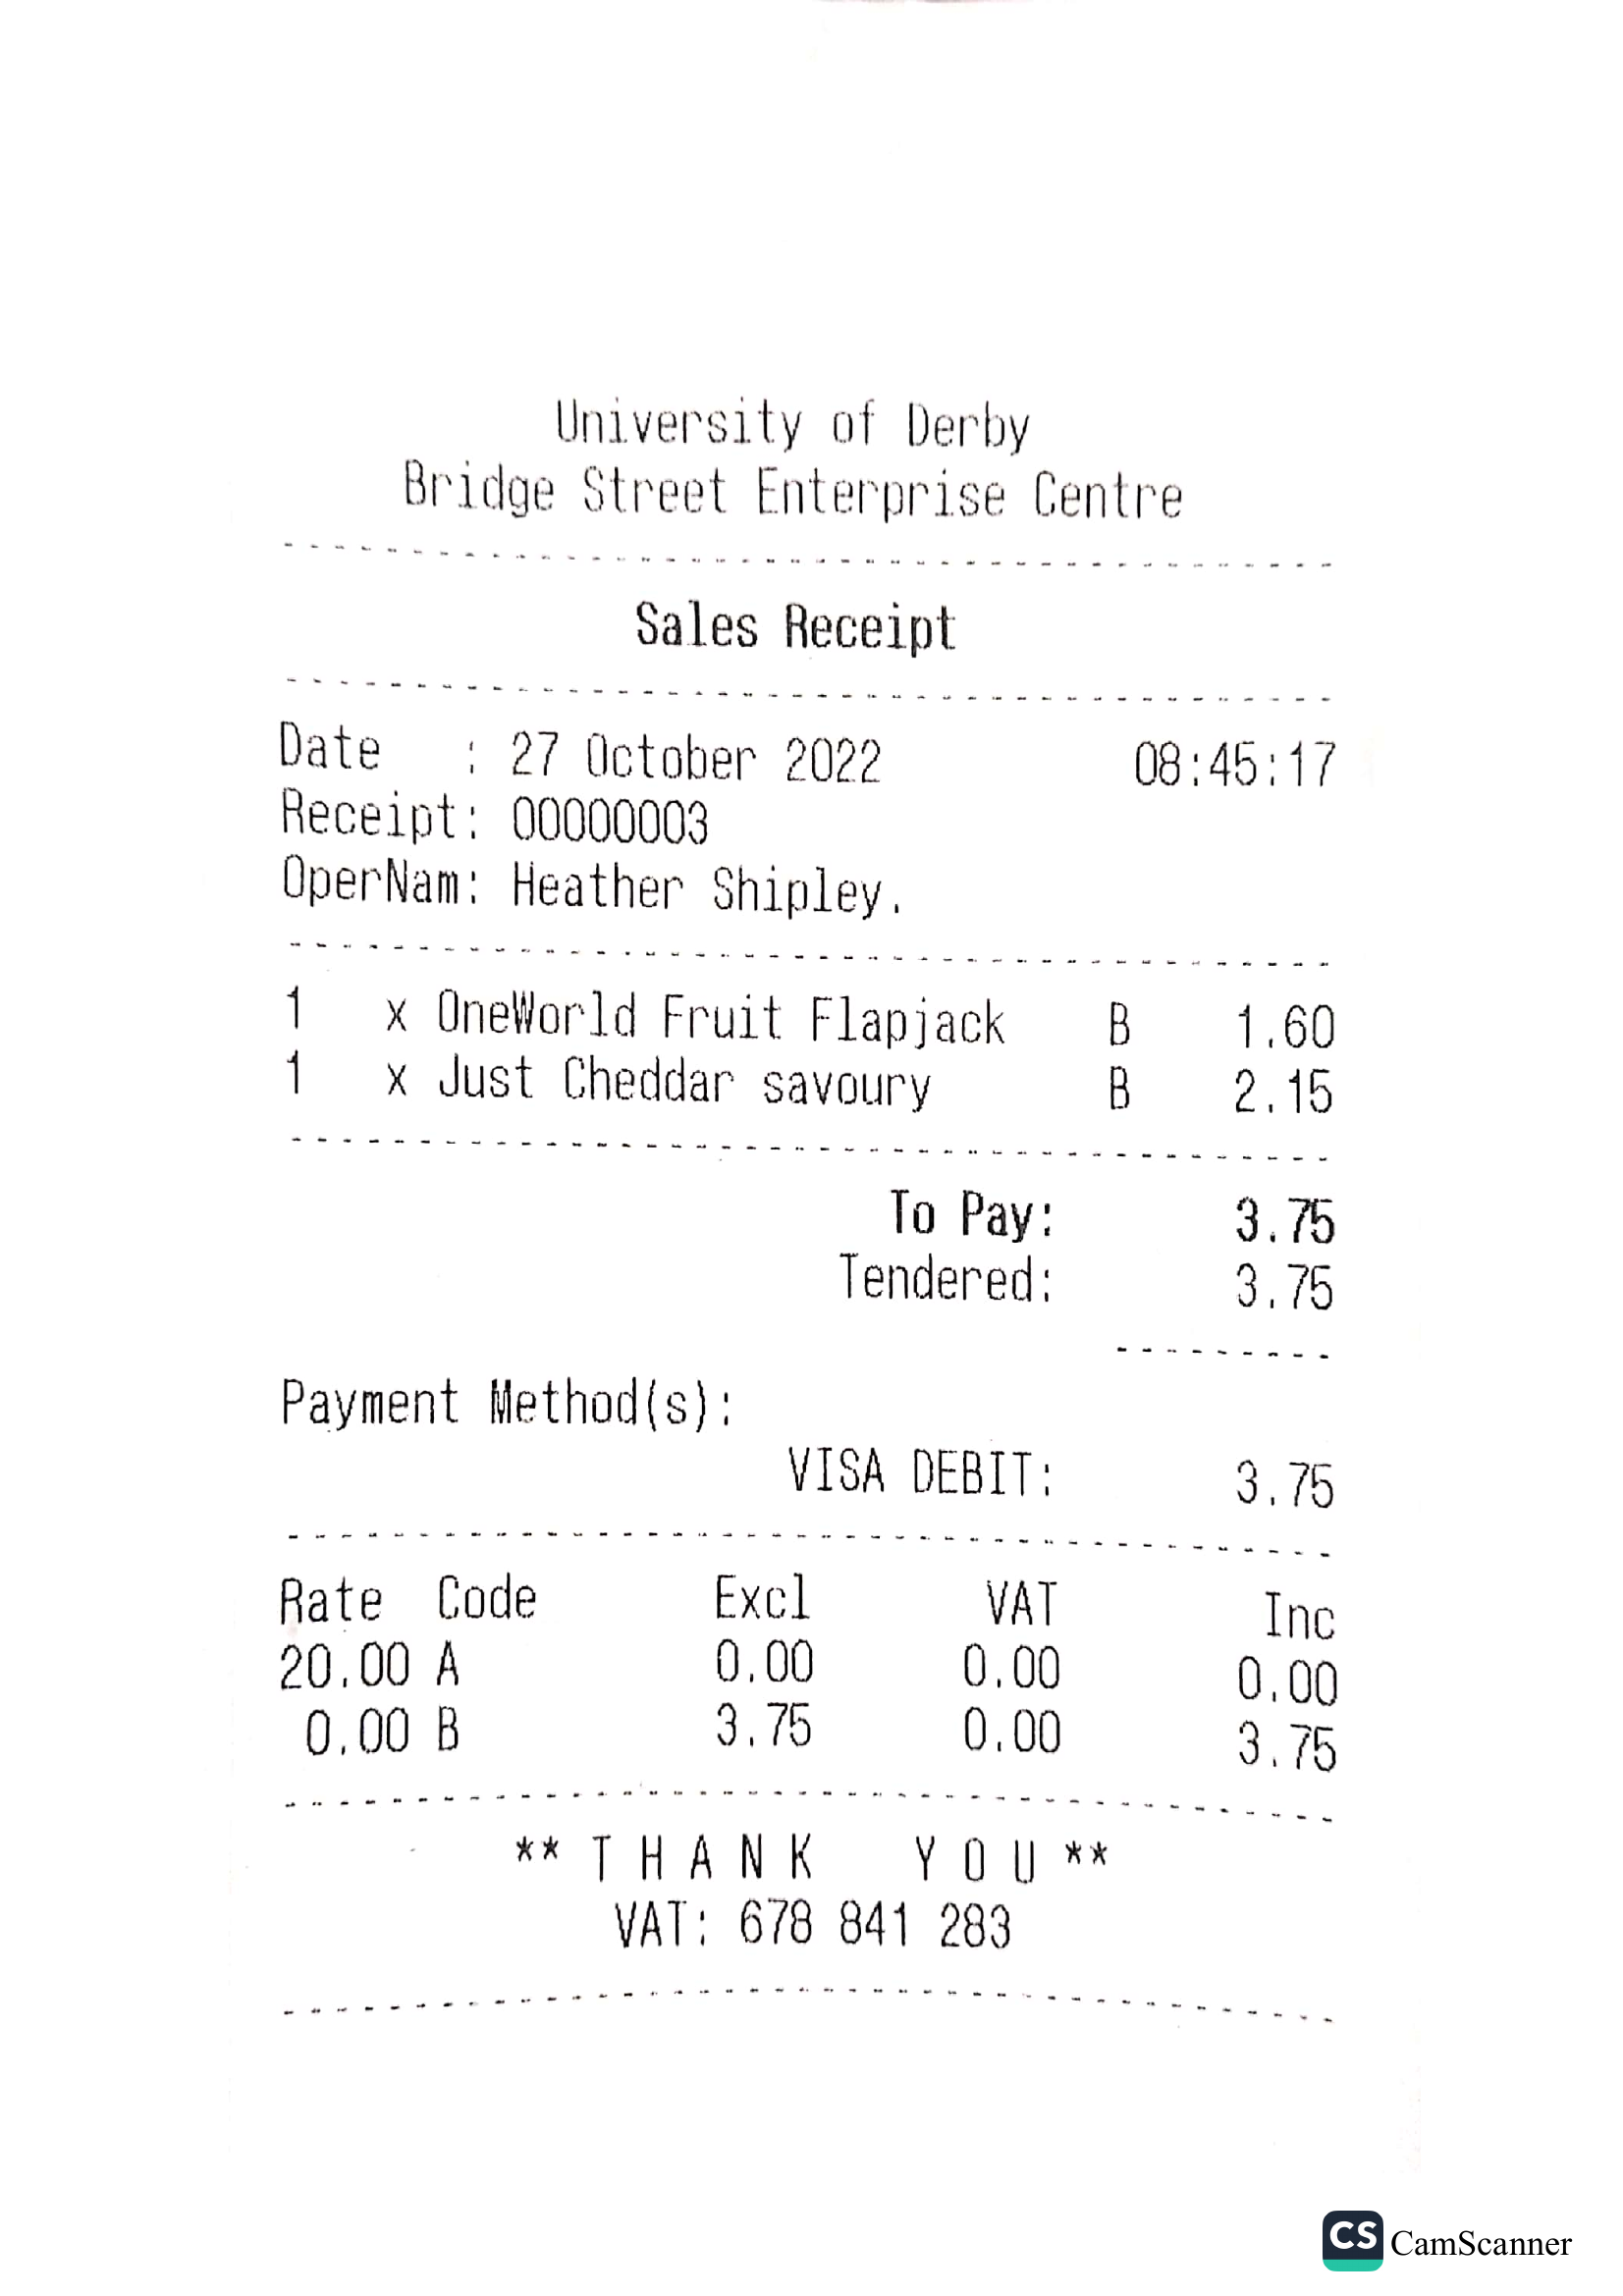 University of Derby
Bridge Street Enterprise Centre
Sales Receipt
Date : 27 October 2022 08:45:17
Receipt: 00000003
OperNam: Heather Shipley.
1 x OneWorld Fruit Flapjack B 1.60
1 x Just Cheddar savoury B 2.15
To Pay: 3.75
Tendered: 3.75
Payment Method(s):
VISA DEBIT: 3.75
Rate Code Excl VAT Inc
20.00 A 0.00 0.00 0.00
0.00 B 3.75 0.00 3.75
** T H A N K Y O U **
VAT: 678 841 283
CS CamScanner